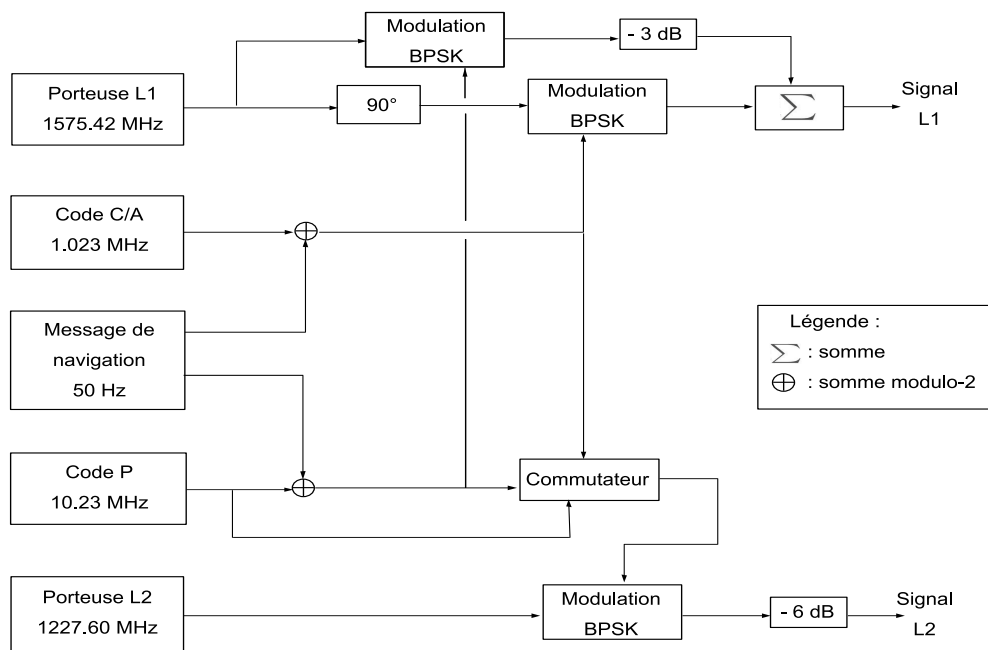 Modulation
BPSK
- 3 dB
Porteuse L1
1575.42 MHz
90°
Modulation
BPSK
∑
Signal
L1
Code C/A
1.023 MHz
Message de
navigation
50 Hz
Légende :
∑ : somme
⊕ : somme modulo-2
Code P
10.23 MHz
Commutateur
Porteuse L2
1227.60 MHz
Modulation
BPSK
- 6 dB
Signal
L2